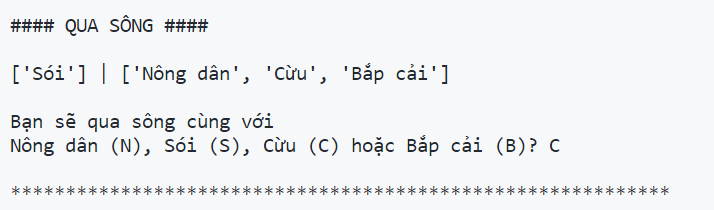 #### QUA SÔNG ####
['Sói'] | ['Nông dân', 'Cừu', 'Bắp cải']
Bạn sẽ qua sông cùng với
Nông dân (N), Sói (S), Cừu (C) hoặc Bắp cải (B)? C
************************************************************